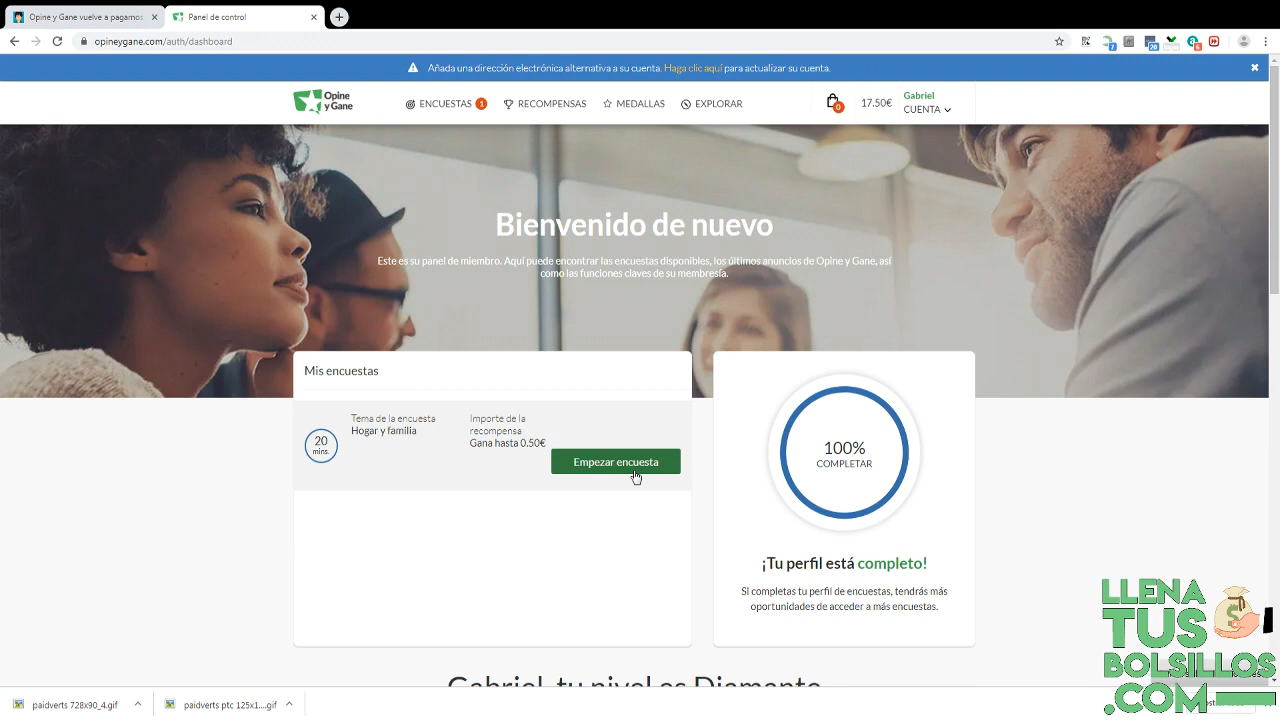 Opine y Gane vuelve a pagarnos
Panel de control
opineygane.com/auth/dashboard
Añada una dirección electrónica alternativa a su cuenta. Haga clic aquí para actualizar su cuenta.
Opine
y Gane
ENCUESTAS 1
RECOMPENSAS
MEDALLAS
EXPLORAR
0
17.50€
Gabriel
CUENTA
Bienvenido de nuevo
Este es su panel de miembro. Aquí puede encontrar las encuestas disponibles, los últimos anuncios de Opine y Gane, así
como las funciones claves de su membresía.
Mis encuestas
20
mins.
Tema de la encuesta
Hogar y familia
Importe de la
recompensa
Gana hasta 0.50€
Empezar encuesta
100%
COMPLETAR
¡Tu perfil está completo!
Si completas tu perfil de encuestas, tendrás más
oportunidades de acceder a más encuestas.
Gabriel, tu nivel es Diamante
LLENA
TUS
BOLSILLOS
.COM
paidverts 728x90_4.gif
paidverts ptc 125x1....gif